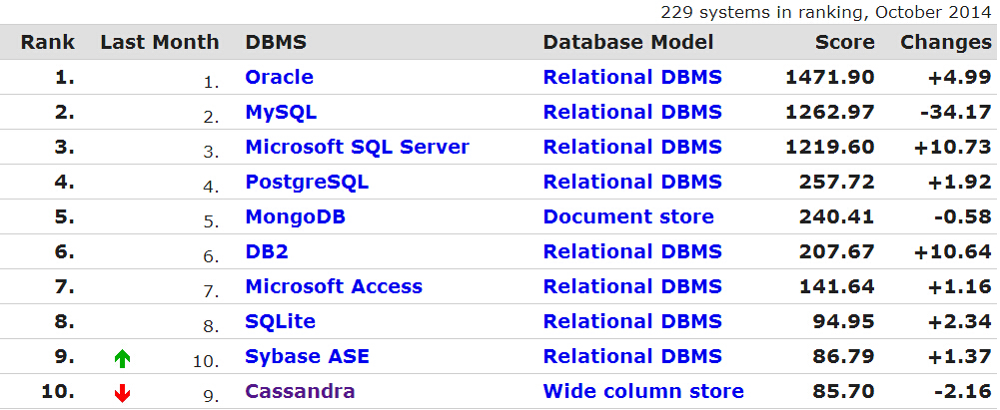 229 systems in ranking, October 2014
Rank Last Month DBMS Database Model Score Changes
1. 1. Oracle Relational DBMS 1471.90 +4.99
2. 2. MySQL Relational DBMS 1262.97 -34.17
3. 3. Microsoft SQL Server Relational DBMS 1219.60 +10.73
4. 4. PostgreSQL Relational DBMS 257.72 +1.92
5. 5. MongoDB Document store 240.41 -0.58
6. 6. DB2 Relational DBMS 207.67 +10.64
7. 7. Microsoft Access Relational DBMS 141.64 +1.16
8. 8. SQLite Relational DBMS 94.95 +2.34
9. 10. Sybase ASE Relational DBMS 86.79 +1.37
10. 9. Cassandra Wide column store 85.70 -2.16